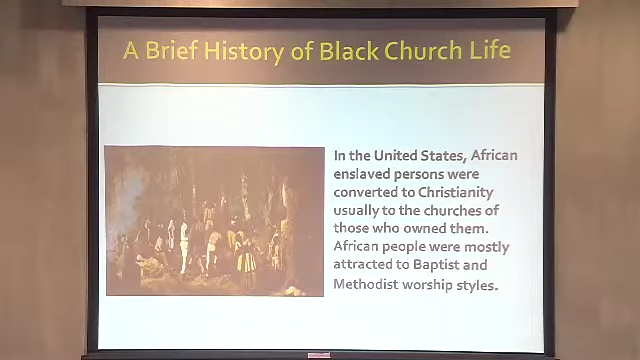 A Brief History of Black Church Life
In the United States, African
enslaved persons were
converted to Christianity
usually to the churches of
those who owned them.
African people were mostly
attracted to Baptist and
Methodist worship styles.